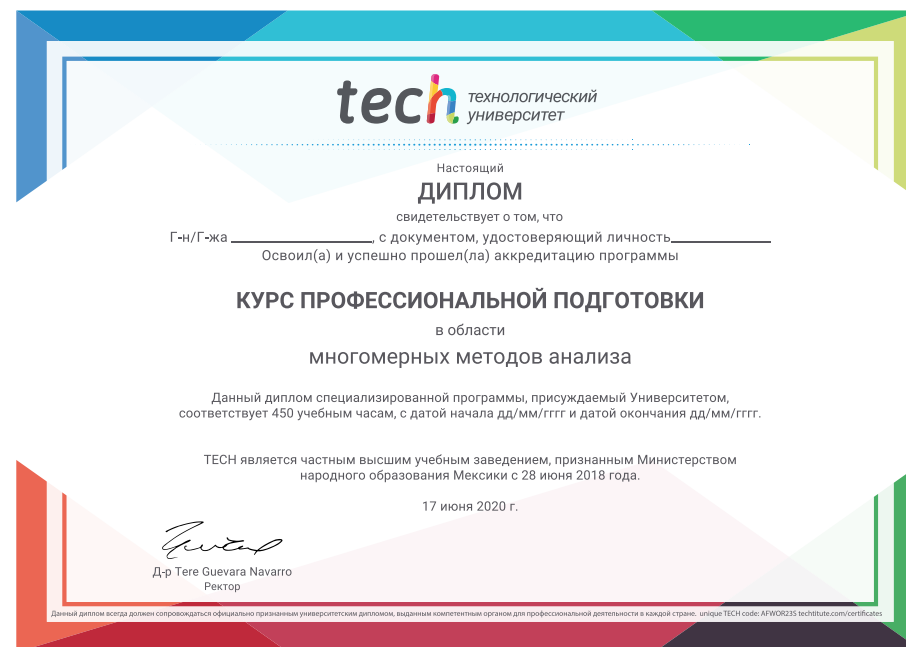 tech технологический
университет
Настоящий
ДИПЛОМ
свидетельствует о том, что
Г-н/Г-жа ____________________, с документом, удостоверяющий личность______________
Освоил(а) и успешно прошел(ла) аккредитацию программы
КУРС ПРОФЕССИОНАЛЬНОЙ ПОДГОТОВКИ
в области
многомерных методов анализа
Данный диплом специализированной программы, присуждаемый Университетом,
соответствует 450 учебным часам, с датой начала дд/мм/гггг и датой окончания дд/мм/гггг.
TECH является частным высшим учебным заведением, признанным Министерством
народного образования Мексики с 28 июня 2018 года.
17 июня 2020 г.
Д-р Tere Guevara Navarro
Ректор
Данный диплом всегда должен сопровождаться официально признанным университетским дипломом, выданным компетентным органом для профессиональной деятельности в каждой стране. unique TECH code: AFWOR23S techtitute.com/certificates